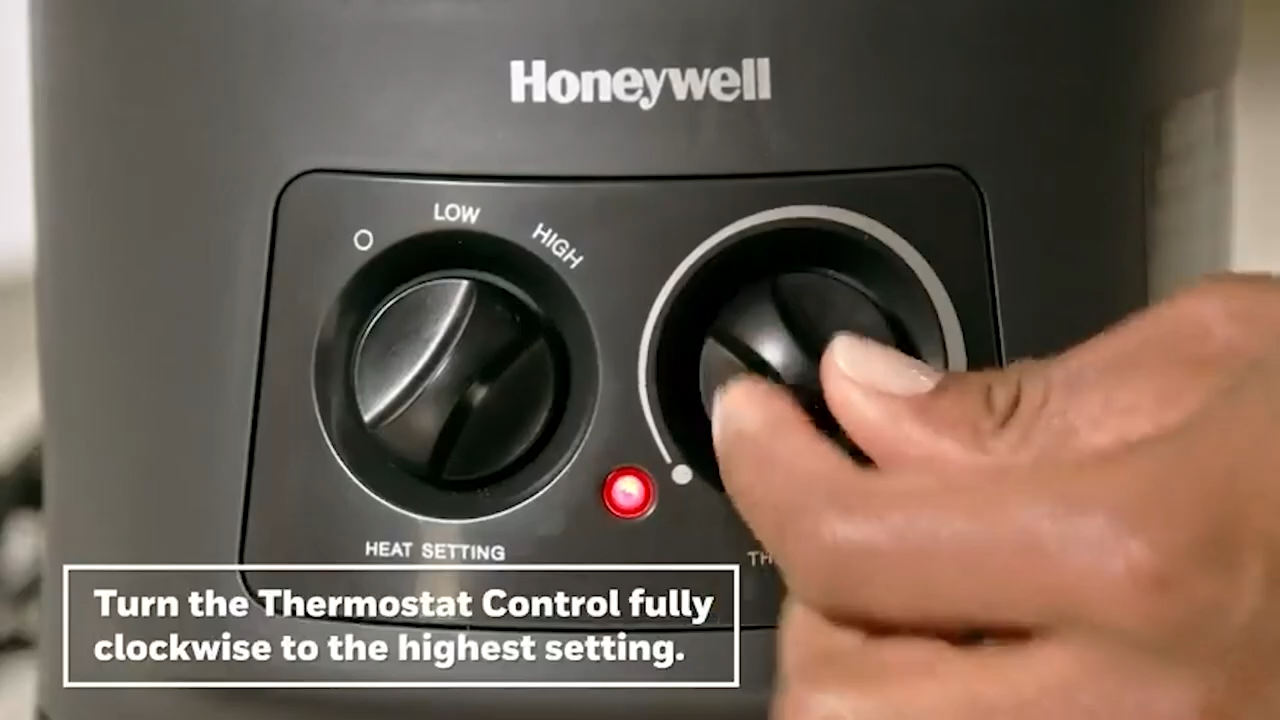 Honeywell
LOW
HIGH
HEAT SETTING
Turn the Thermostat Control fully
clockwise to the highest setting.